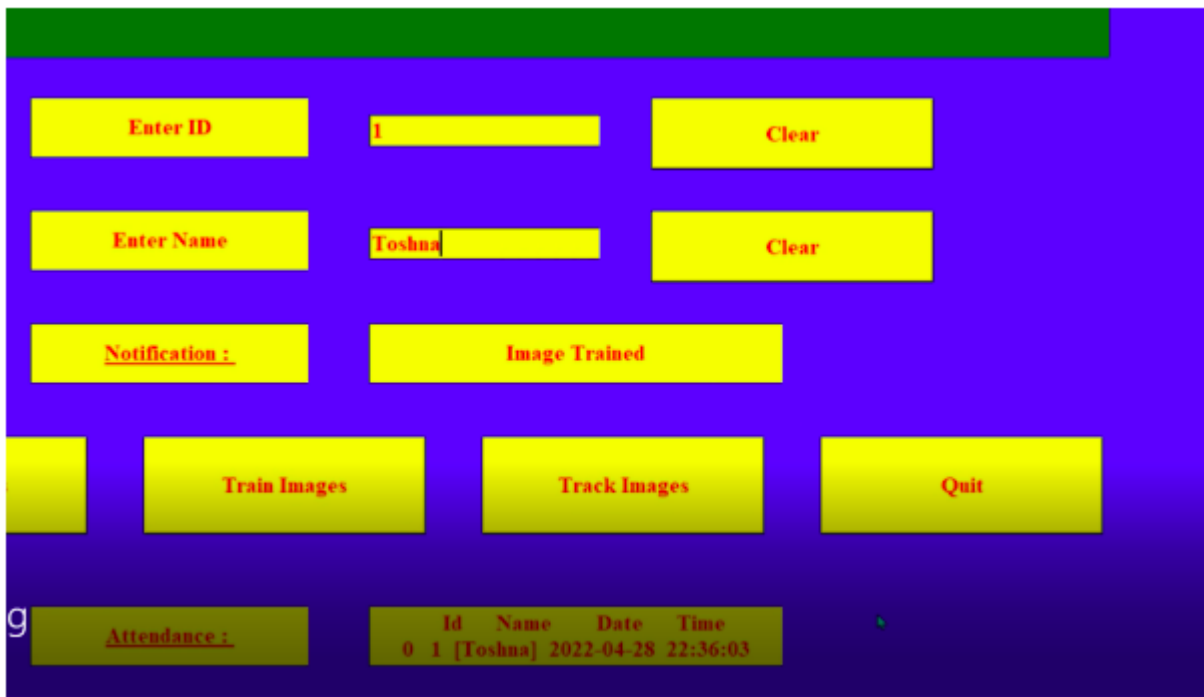 Enter ID
1
Clear
Enter Name
Toshna
Clear
Notification :
Image Trained
Train Images
Track Images
Quit
g
Attendance :
Id Name Date Time
0 1 [Toshna] 2022-04-28 22:36:03